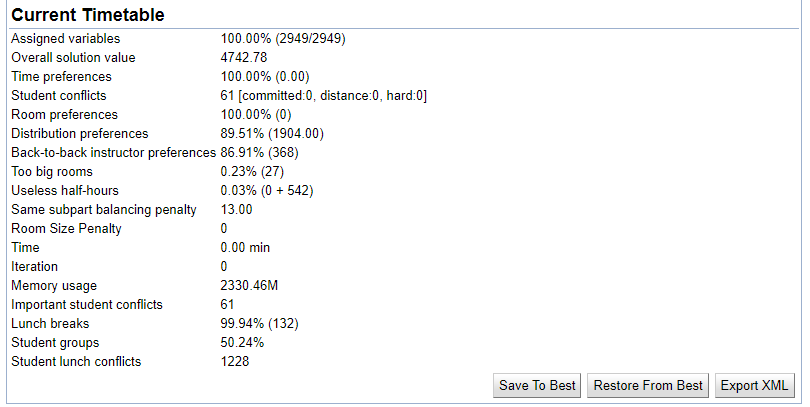 Current Timetable
Assigned variables 100.00% (2949/2949)
Overall solution value 4742.78
Time preferences 100.00% (0.00)
Student conflicts 61 [committed:0, distance:0, hard:0]
Room preferences 100.00% (0)
Distribution preferences 89.51% (1904.00)
Back-to-back instructor preferences 86.91% (368)
Too big rooms 0.23% (27)
Useless half-hours 0.03% (0 + 542)
Same subpart balancing penalty 13.00
Room Size Penalty 0
Time 0.00 min
Iteration 0
Memory usage 2330.46M
Important student conflicts 61
Lunch breaks 99.94% (132)
Student groups 50.24%
Student lunch conflicts 1228
Save To Best Restore From Best Export XML